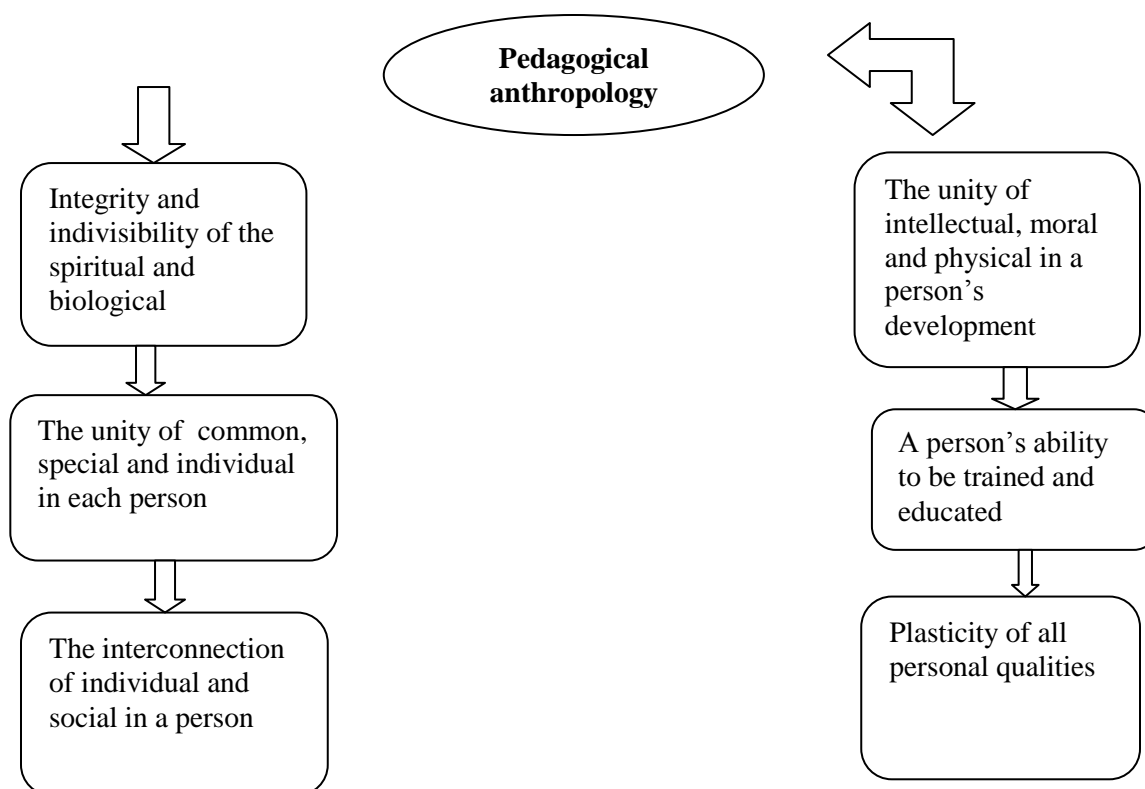 Pedagogical
anthropology
Integrity and
indivisibility of the
spiritual and
biological
The unity of common,
special and individual
in each person
The interconnection
of individual and
social in a person
The unity of
intellectual, moral
and physical in a
person’s
development
A person’s ability
to be trained and
educated
Plasticity of all
personal qualities